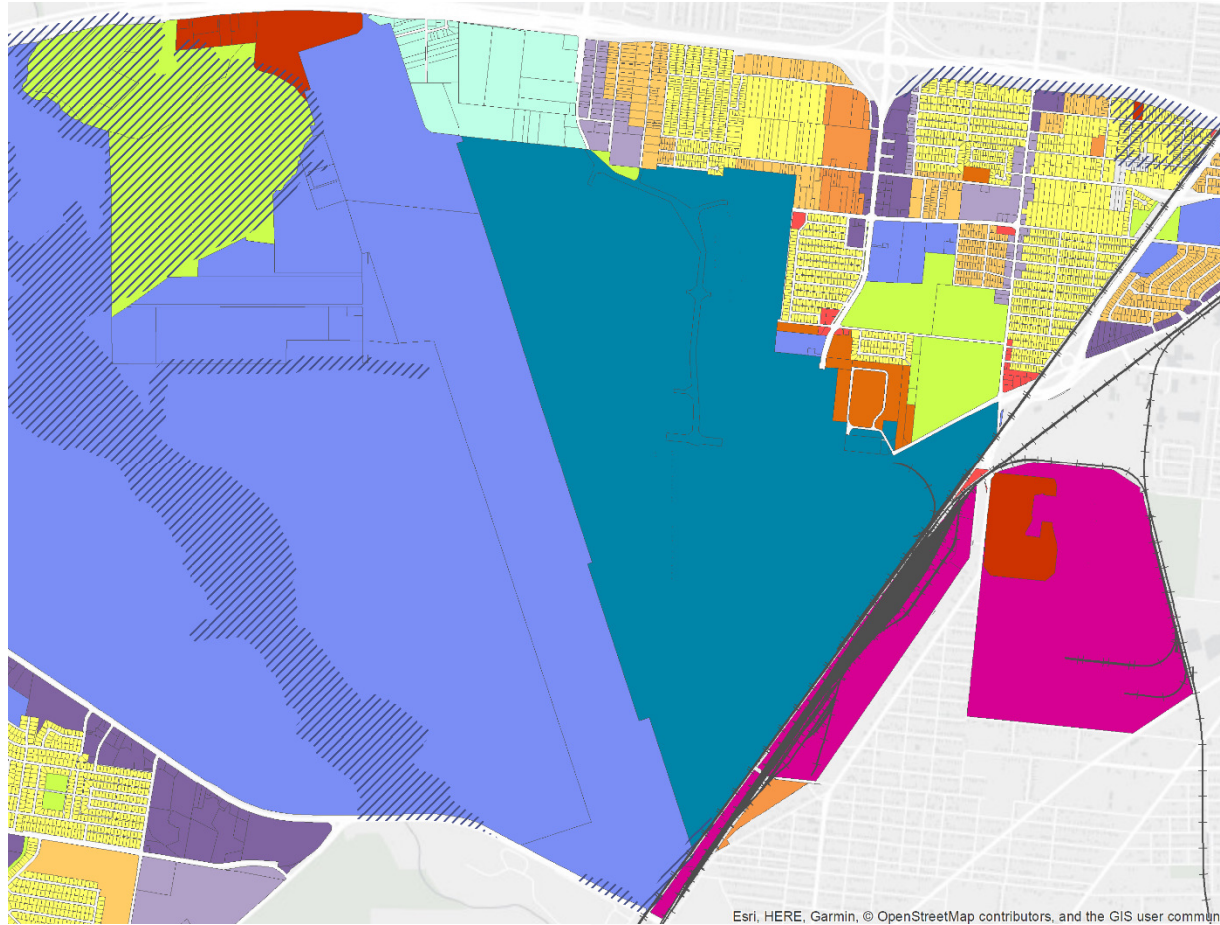 Esri, HERE, Garmin, © OpenStreetMap contributors, and the GIS user commun